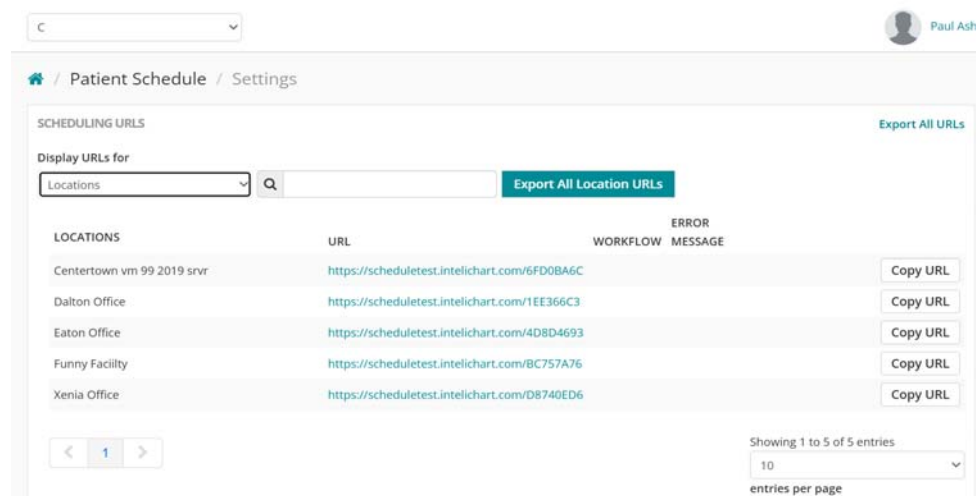 C
Paul Ash
/ Patient Schedule / Settings
SCHEDULING URLS
Export All URLs
Display URLs for
Locations
Export All Location URLs
LOCATIONS URL WORKFLOW ERROR MESSAGE
Centertown vm 99 2019 srvr https://scheduletest.intelichart.com/6FD0BA6C Copy URL
Dalton Office https://scheduletest.intelichart.com/1EE366C3 Copy URL
Eaton Office https://scheduletest.intelichart.com/4D8D4693 Copy URL
Funny Faciilty https://scheduletest.intelichart.com/BC757A76 Copy URL
Xenia Office https://scheduletest.intelichart.com/D8740ED6 Copy URL
< 1 >
Showing 1 to 5 of 5 entries
10
entries per page